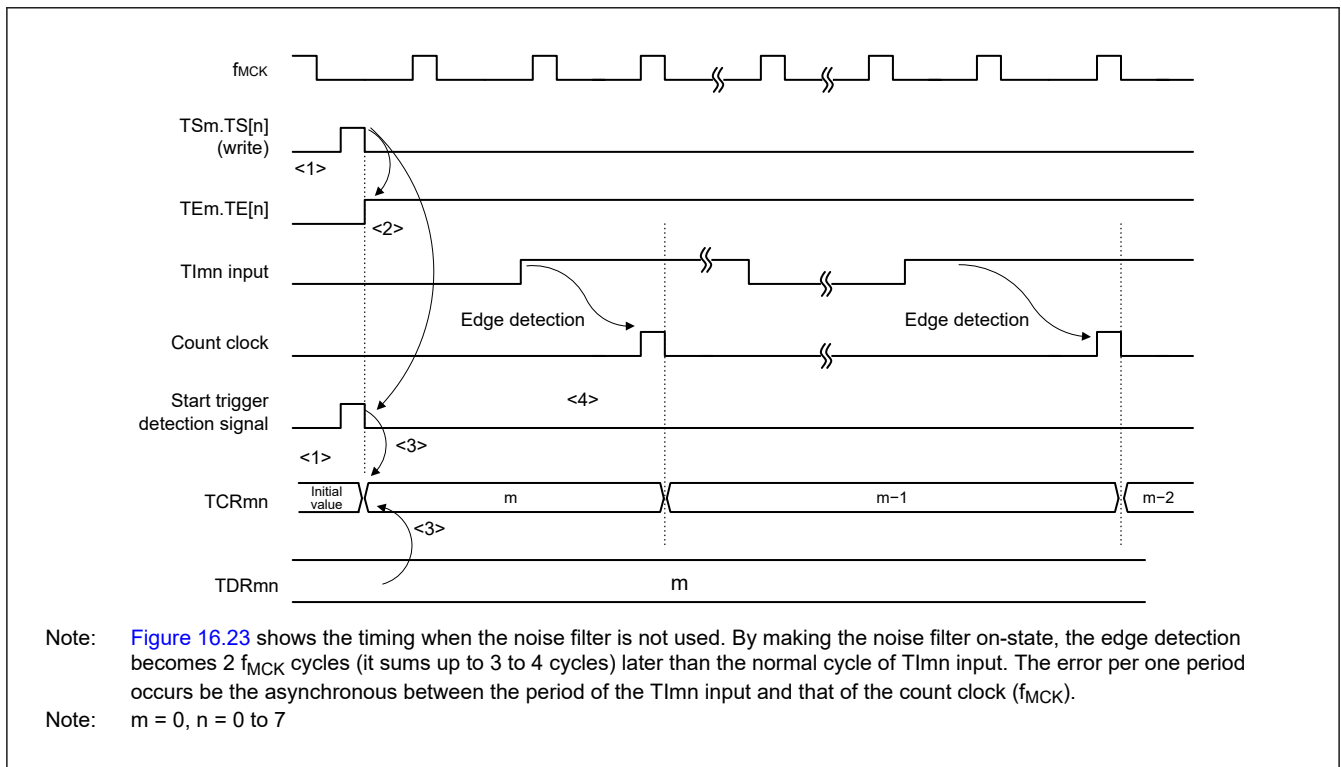 fMCK
TSm.TS[n]
(write)
<1>
TEm.TE[n]
<2>
TImn input
Edge detection
Edge detection
Count clock
Start trigger
detection signal
<4>
<3>
<1>
TCRmn
Initial
value
m
m−1
m−2
<3>
TDRmn
m
Note: Figure 16.23 shows the timing when the noise filter is not used. By making the noise filter on-state, the edge detection
becomes 2 fMCK cycles (it sums up to 3 to 4 cycles) later than the normal cycle of TImn input. The error per one period
occurs be the asynchronous between the period of the TImn input and that of the count clock (fMCK).
Note: m = 0, n = 0 to 7